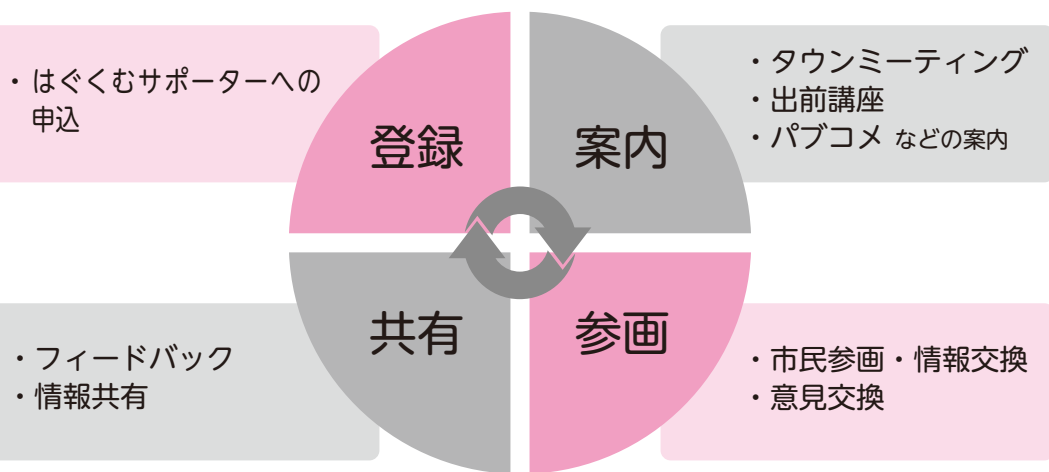 ・はぐくむサポーターへの
申込
登録
案内
・タウンミーティング
・出前講座
・パブコメ などの案内
共有
参画
・フィードバック
・情報共有
・市民参画・情報交換
・意見交換